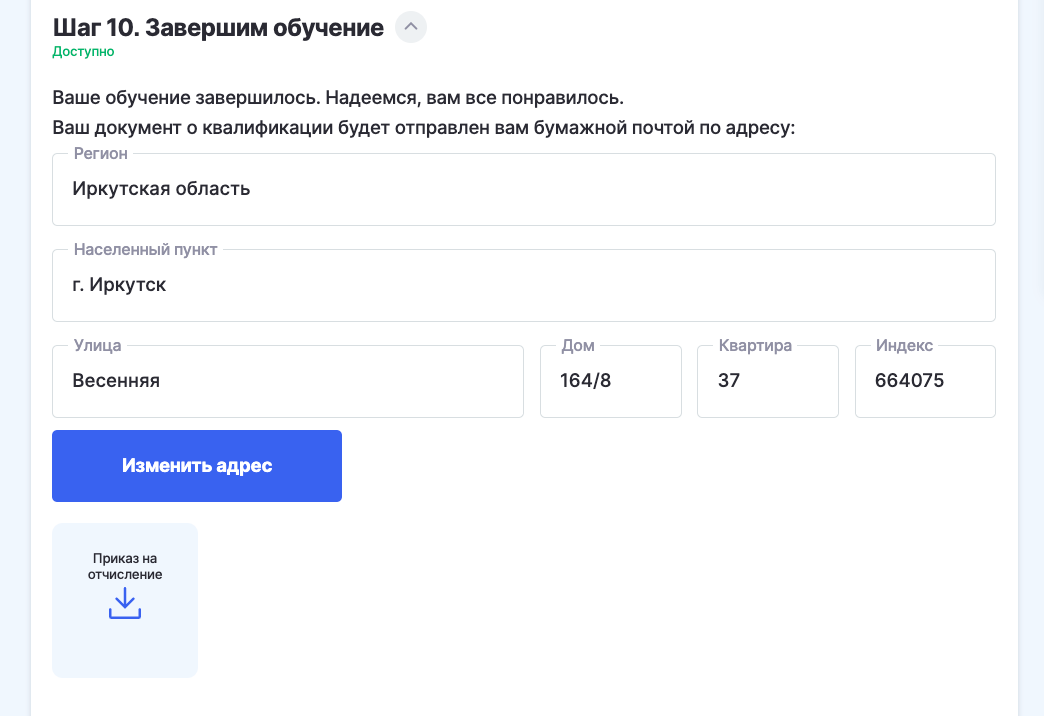 Шаг 10. Завершим обучение
Доступно
Ваше обучение завершилось. Надеемся, вам все понравилось.
Ваш документ о квалификации будет отправлен вам бумажной почтой по адресу:
Регион
Иркутская область
Населенный пункт
г. Иркутск
Улица
Весенняя
Дом
164/8
Квартира
37
Индекс
664075
Изменить адрес
Приказ на
отчисление